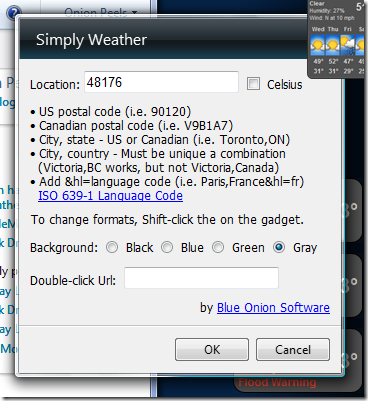 Onion Peels
Clear
Humidity: 27%
Wind: N at 10 mph
Wed Thu Fri Sat
49° 52° 47°
31° 31° 29°
Simply Weather
Location: 48176 Celsius
• US postal code (i.e. 90120)
• Canadian postal code (i.e. V9B1A7)
• City, state - US or Canadian (i.e. Toronto,ON)
• City, country - Must be unique a combination
(Victoria,BC works, but not Victoria,Canada)
• Add &hl=language code (i.e. Paris,France&hl=fr)
ISO 639-1 Language Code
To change formats, Shift-click the on the gadget.
Background: Black Blue Green Gray
Double-click Url:
by Blue Onion Software
OK Cancel
Flood Warning